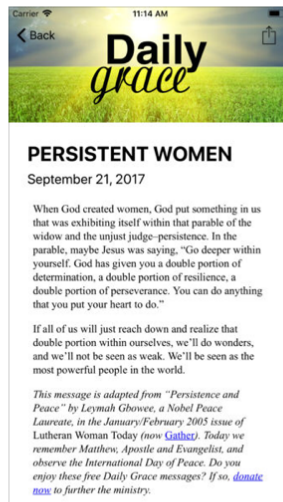 Carrier 11:14 AM
Back
Daily
grace
PERSISTENT WOMEN
September 21, 2017
When God created women, God put something in us
that was exhibiting itself within that parable of the
widow and the unjust judge–persistence. In the
parable, maybe Jesus was saying, “Go deeper within
yourself. God has given you a double portion of
determination, a double portion of resilience, a
double portion of perseverance. You can do anything
that you put your heart to do.”
If all of us will just reach down and realize that
double portion within ourselves, we’ll do wonders,
and we’ll not be seen as weak. We’ll be seen as the
most powerful people in the world.
This message is adapted from “Persistence and
Peace” by Leymah Gbowee, a Nobel Peace
Laureate, in the January/February 2005 issue of
Lutheran Woman Today (now Gather). Today we
remember Matthew, Apostle and Evangelist, and
observe the International Day of Peace. Do you
enjoy these free Daily Grace messages? If so, donate
now to further the ministry.